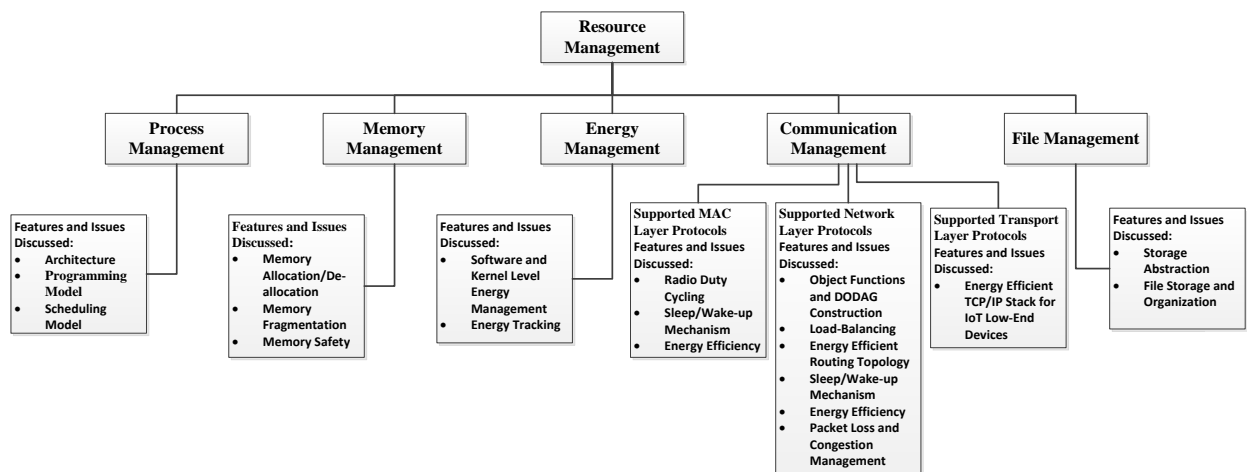 Resource
Management
Process
Management
Memory
Management
Energy
Management
Communication
Management
File Management
Features and Issues
Discussed:
• Architecture
• Programming
Model
• Scheduling
Model
Features and Issues
Discussed:
• Memory
Allocation/De-
allocation
• Memory
Fragmentation
• Memory Safety
Features and Issues
Discussed:
• Software and
Kernel Level
Energy
Management
• Energy Tracking
Supported MAC
Layer Protocols
Features and Issues
Discussed:
• Radio Duty
Cycling
• Sleep/Wake-up
Mechanism
• Energy Efficiency
Supported Network
Layer Protocols
Features and Issues
Discussed:
• Object Functions
and DODAG
Construction
• Load-Balancing
• Energy Efficient
Routing Topology
• Sleep/Wake-up
Mechanism
• Energy Efficiency
• Packet Loss and
Congestion
Management
Supported Transport
Layer Protocols
Features and Issues
Discussed:
• Energy Efficient
TCP/IP Stack for
IoT Low-End
Devices
Features and Issues
Discussed:
• Storage
Abstraction
• File Storage and
Organization